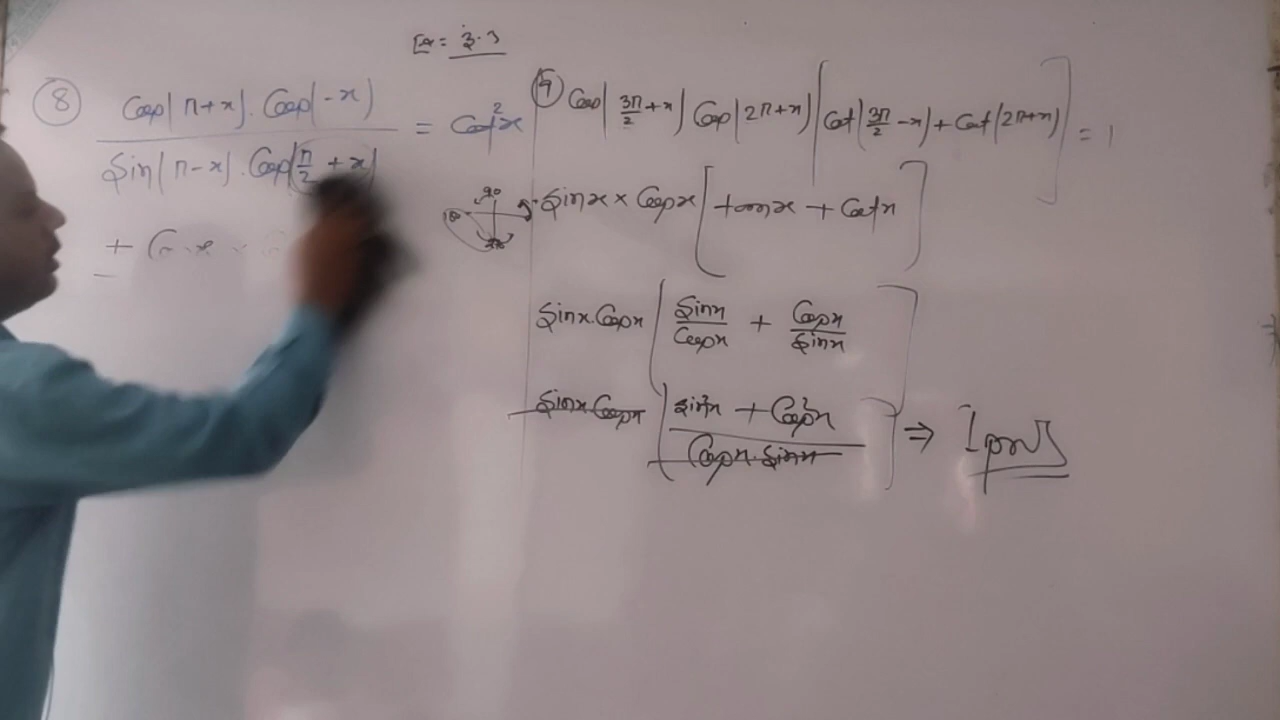 Ex = 3.3
⑧ Cos(π+x). Cos(-x)
Sin(π-x). Cos(π/2 + x)
= Cot²x
+
⑨ Cos(3π/2 + x) Cos(2π+x) [Cot(3π/2 - x) + Cot(2π+x)] = 1
90
Sinx × Cosx [tanx + Cotx]
Sinx.Cosx [Sinx/Cosx + Cosx/Sinx]
Sinx Cosx [Sin²x + Cos²x / Cosx.Sinx] ⇒ 1